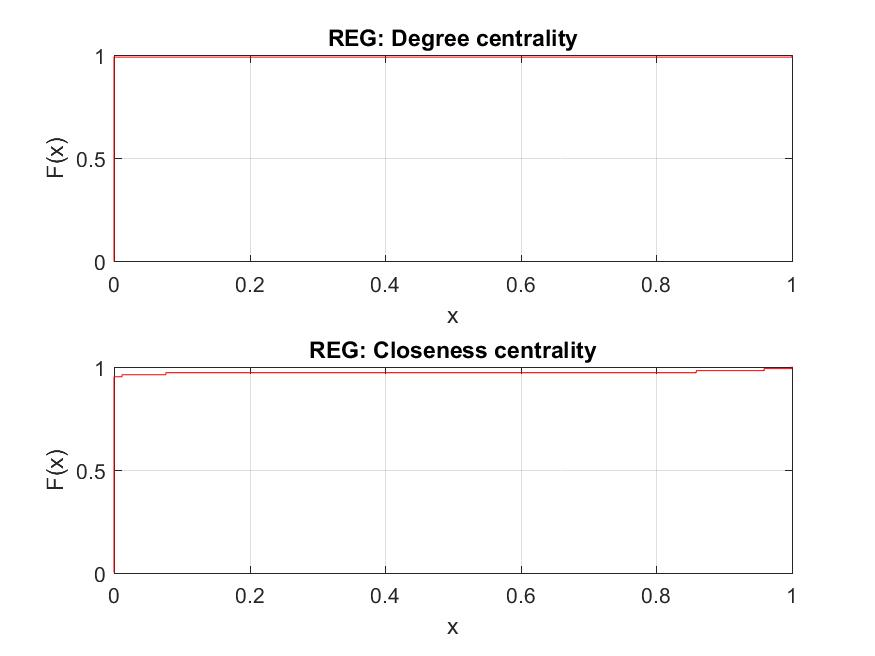 REG: Degree centrality
1
0.5
0
F(x)
0 0.2 0.4 0.6 0.8 1
x
REG: Closeness centrality
1
0.5
0
F(x)
0 0.2 0.4 0.6 0.8 1
x